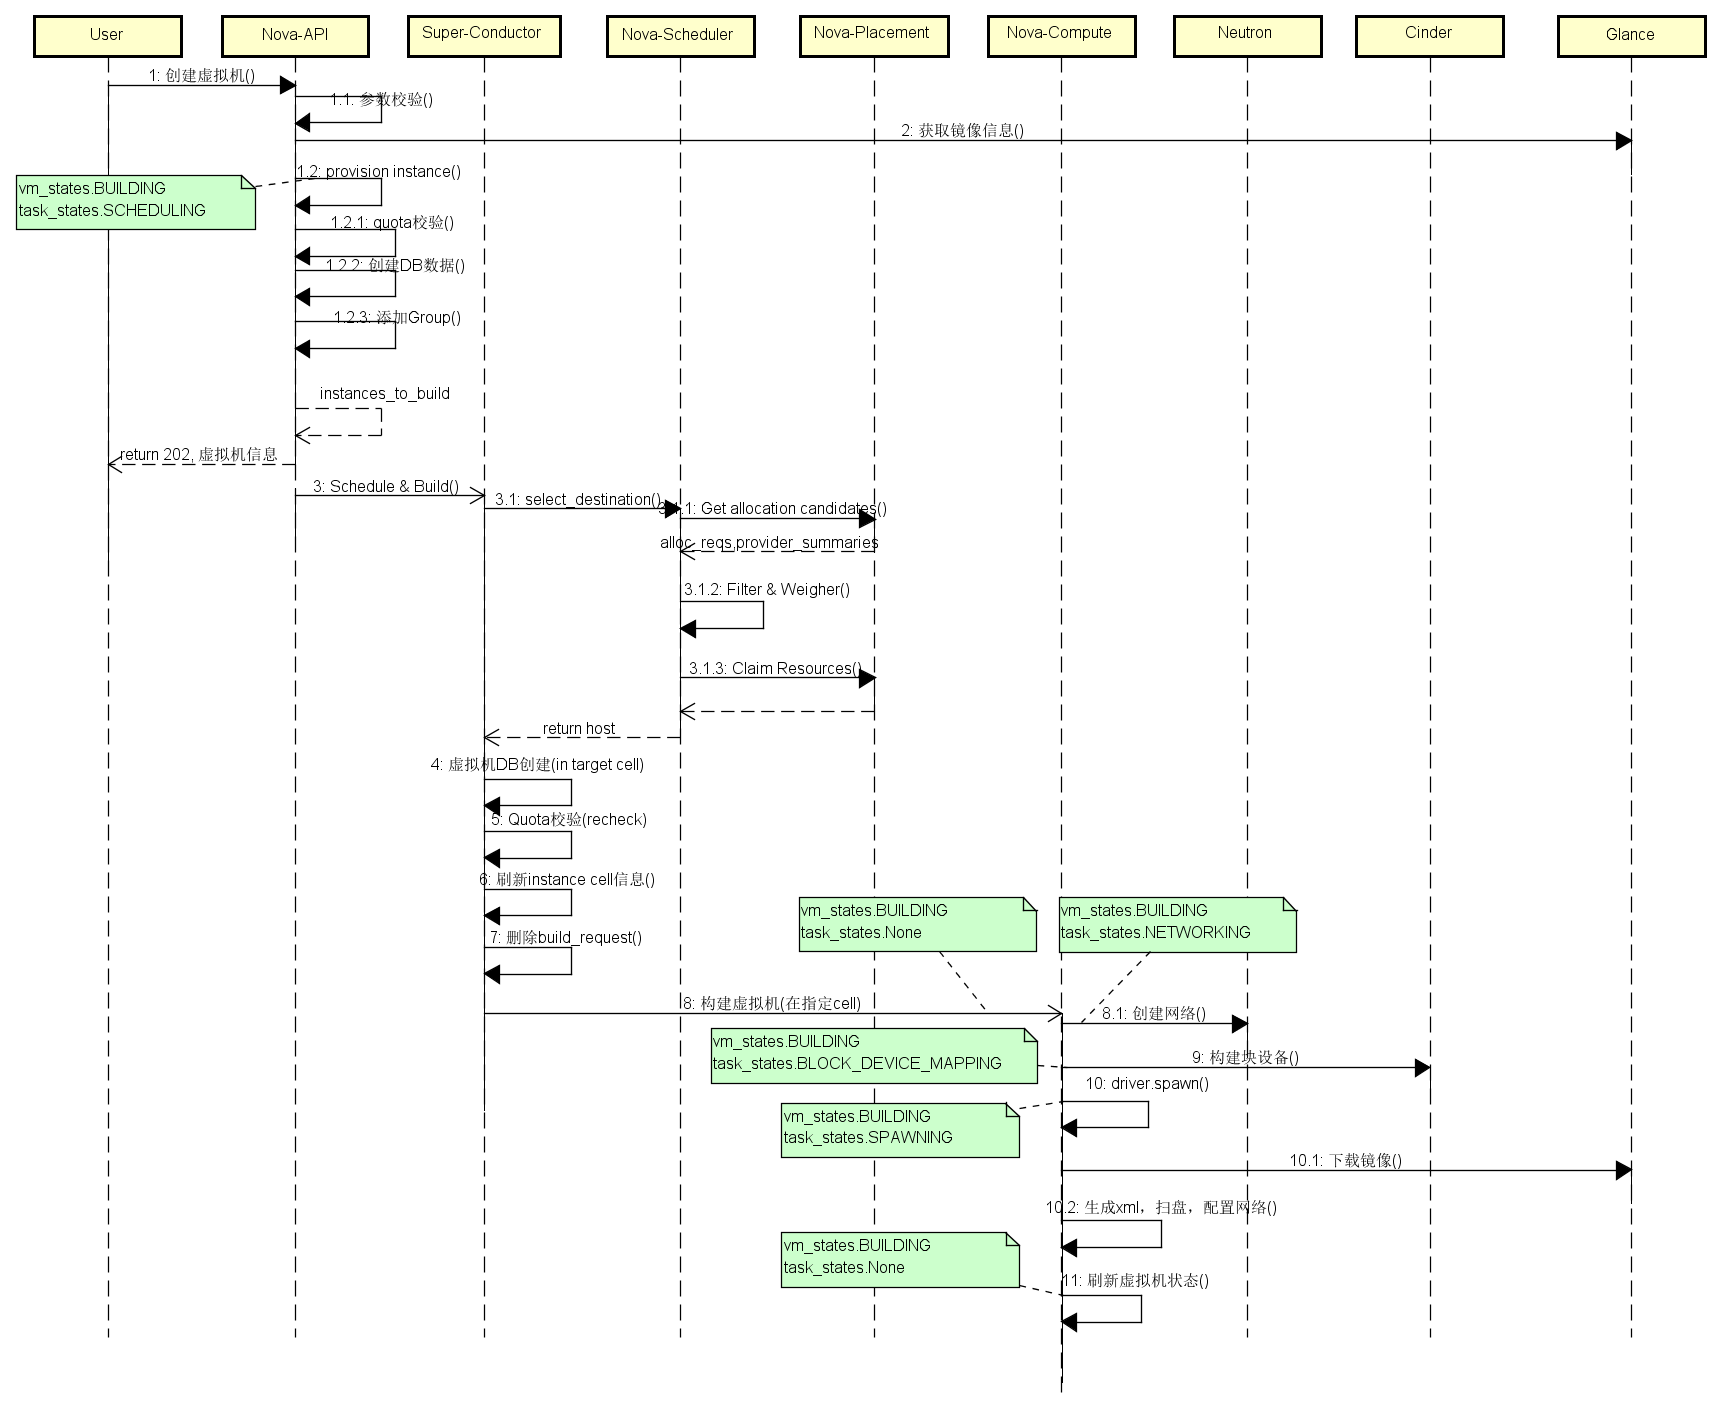 User
Nova-API
Super-Conductor
Nova-Scheduler
Nova-Placement
Nova-Compute
Neutron
Cinder
Glance
1: 创建虚拟机()
1.1: 参数校验()
2: 获取镜像信息()
1.2: provision instance()
vm_states.BUILDING
task_states.SCHEDULING
1.2.1: quota校验()
1.2.2: 创建DB数据()
1.2.3: 添加Group()
instances_to_build
return 202, 虚拟机信息
3: Schedule & Build()
3.1: select_destination()
3.1.1: Get allocation candidates()
alloc_reqs,provider_summaries
3.1.2: Filter & Weigher()
3.1.3: Claim Resources()
return host
4: 虚拟机DB创建(in target cell)
5: Quota校验(recheck)
6: 刷新instance cell信息()
7: 删除build_request()
vm_states.BUILDING
task_states.None
vm_states.BUILDING
task_states.NETWORKING
8: 构建虚拟机(在指定cell)
8.1: 创建网络()
vm_states.BUILDING
task_states.BLOCK_DEVICE_MAPPING
9: 构建块设备()
10: driver.spawn()
vm_states.BUILDING
task_states.SPAWNING
10.1: 下载镜像()
10.2: 生成xml，扫盘，配置网络()
vm_states.BUILDING
task_states.None
11: 刷新虚拟机状态()